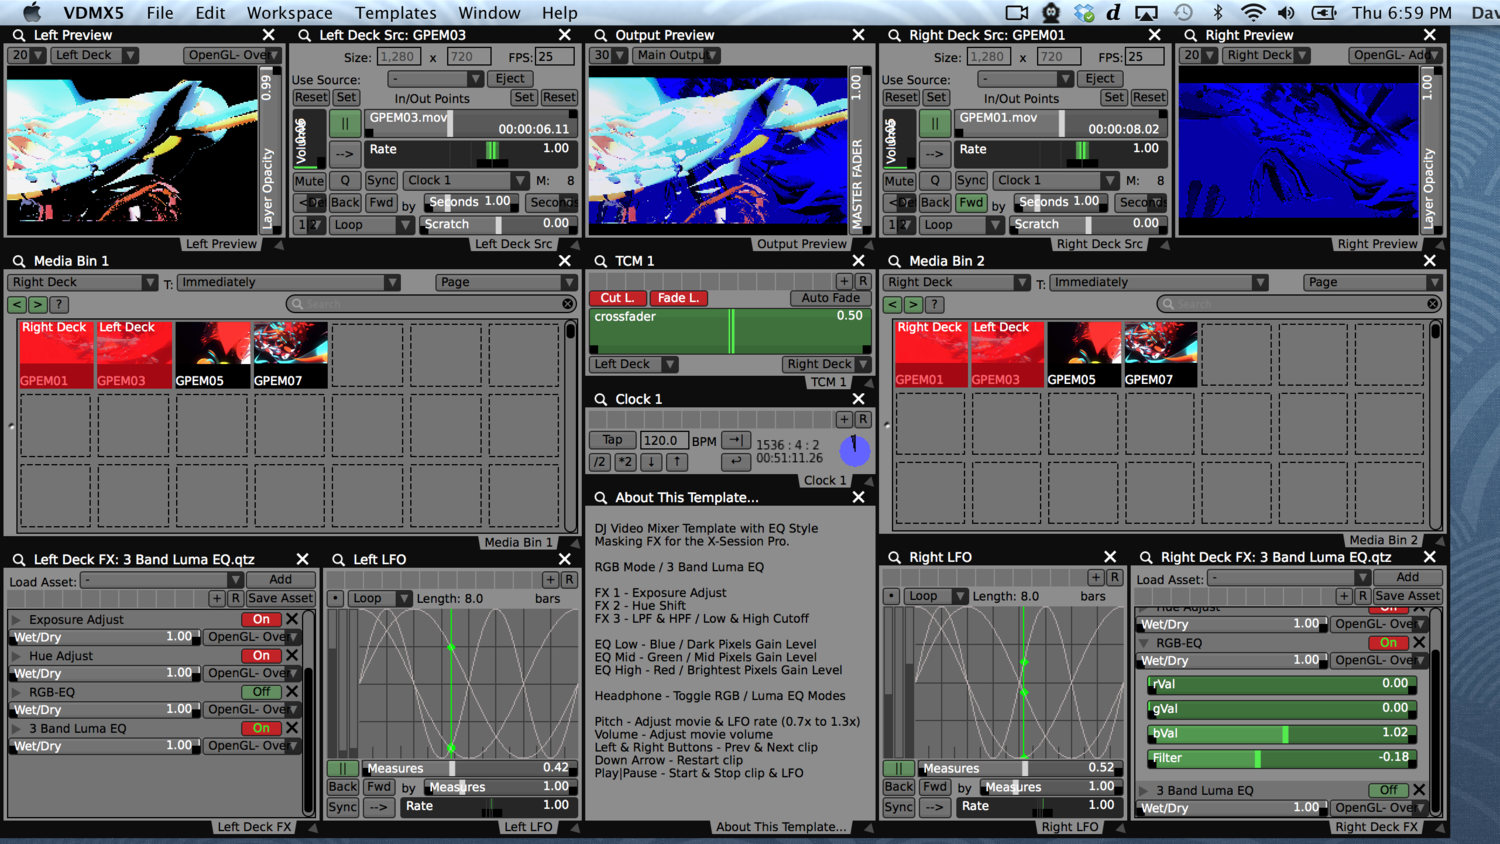 VDMX5 File Edit Workspace Templates Window Help
Thu 6:59 PM Dav
Left Preview
20 Left Deck OpenGL- Over
0.99
Layer Opacity
Left Preview
Left Deck Src: GPEM03
Size: 1,280 x 720 FPS: 25
Use Source: - Eject
Reset Set In/Out Points Set Reset
GPEM03.mov
00:00:06.11
|| --> Rate 1.00
Mute Q Sync Clock 1 M: 8
Back Fwd by Seconds 1.00
Loop Scratch 0.00
Left Deck Src
Output Preview
30 Main Output
1.00
MASTER FADER
Output Preview
Right Deck Src: GPEM01
Size: 1,280 x 720 FPS: 25
Use Source: - Eject
Reset Set In/Out Points Set Reset
GPEM01.mov
00:00:08.02
|| --> Rate 1.00
Mute Q Sync Clock 1 M: 8
Back Fwd by Seconds 1.00
Loop Scratch 0.00
Right Deck Src
Right Preview
20 Right Deck OpenGL- Add
1.00
Layer Opacity
Right Preview
Media Bin 1
Right Deck T: Immediately Page
< > ? Search
Right Deck Left Deck
GPEM01 GPEM03 GPEM05 GPEM07
Media Bin 1
TCM 1
+ R
Cut L. Fade L. Auto Fade
crossfader 0.50
Left Deck Right Deck
TCM 1
Clock 1
+ R
Tap 120.0 BPM →| 1536 : 4 : 2
/2 *2 ↓ ↑ 00:51:11.26
Clock 1
Media Bin 2
Right Deck T: Immediately Page
< > ? Search
Right Deck Left Deck
GPEM01 GPEM03 GPEM05 GPEM07
Media Bin 2
Left Deck FX: 3 Band Luma EQ.qtz
Load Asset: - Add
+ R Save Asset
Exposure Adjust On
Wet/Dry 1.00 OpenGL- Over
Hue Adjust On
Wet/Dry 1.00 OpenGL- Over
RGB-EQ Off
Wet/Dry 1.00 OpenGL- Over
3 Band Luma EQ On
Wet/Dry 1.00 OpenGL- Over
Left Deck FX
Left LFO
+ R
Loop Length: 8.0 bars
|| Measures 0.42
Back Fwd by Measures 1.00
Sync --> Rate 1.00
Left LFO
About This Template...
DJ Video Mixer Template with EQ Style
Masking FX for the X-Session Pro.
RGB Mode / 3 Band Luma EQ
FX 1 - Exposure Adjust
FX 2 - Hue Shift
FX 3 - LPF & HPF / Low & High Cutoff
EQ Low - Blue / Dark Pixels Gain Level
EQ Mid - Green / Mid Pixels Gain Level
EQ High - Red / Brightest Pixels Gain Level
Headphone - Toggle RGB / Luma EQ Modes
Pitch - Adjust movie & LFO rate (0.7x to 1.3x)
Volume - Adjust movie volume
Left & Right Buttons - Prev & Next clip
Down Arrow - Restart clip
Play|Pause - Start & Stop clip & LFO
About This Template...
Right LFO
+ R
Loop Length: 8.0 bars
|| Measures 0.52
Back Fwd by Measures 1.00
Sync --> Rate 1.00
Right LFO
Right Deck FX: 3 Band Luma EQ.qtz
Load Asset: - Add
+ R Save Asset
Hue Adjust On
Wet/Dry 1.00 OpenGL- Over
RGB-EQ On
Wet/Dry 1.00 OpenGL- Over
rVal 0.00
gVal 0.00
bVal 1.02
Filter -0.18
3 Band Luma EQ Off
Wet/Dry 1.00 OpenGL- Over
Right Deck FX